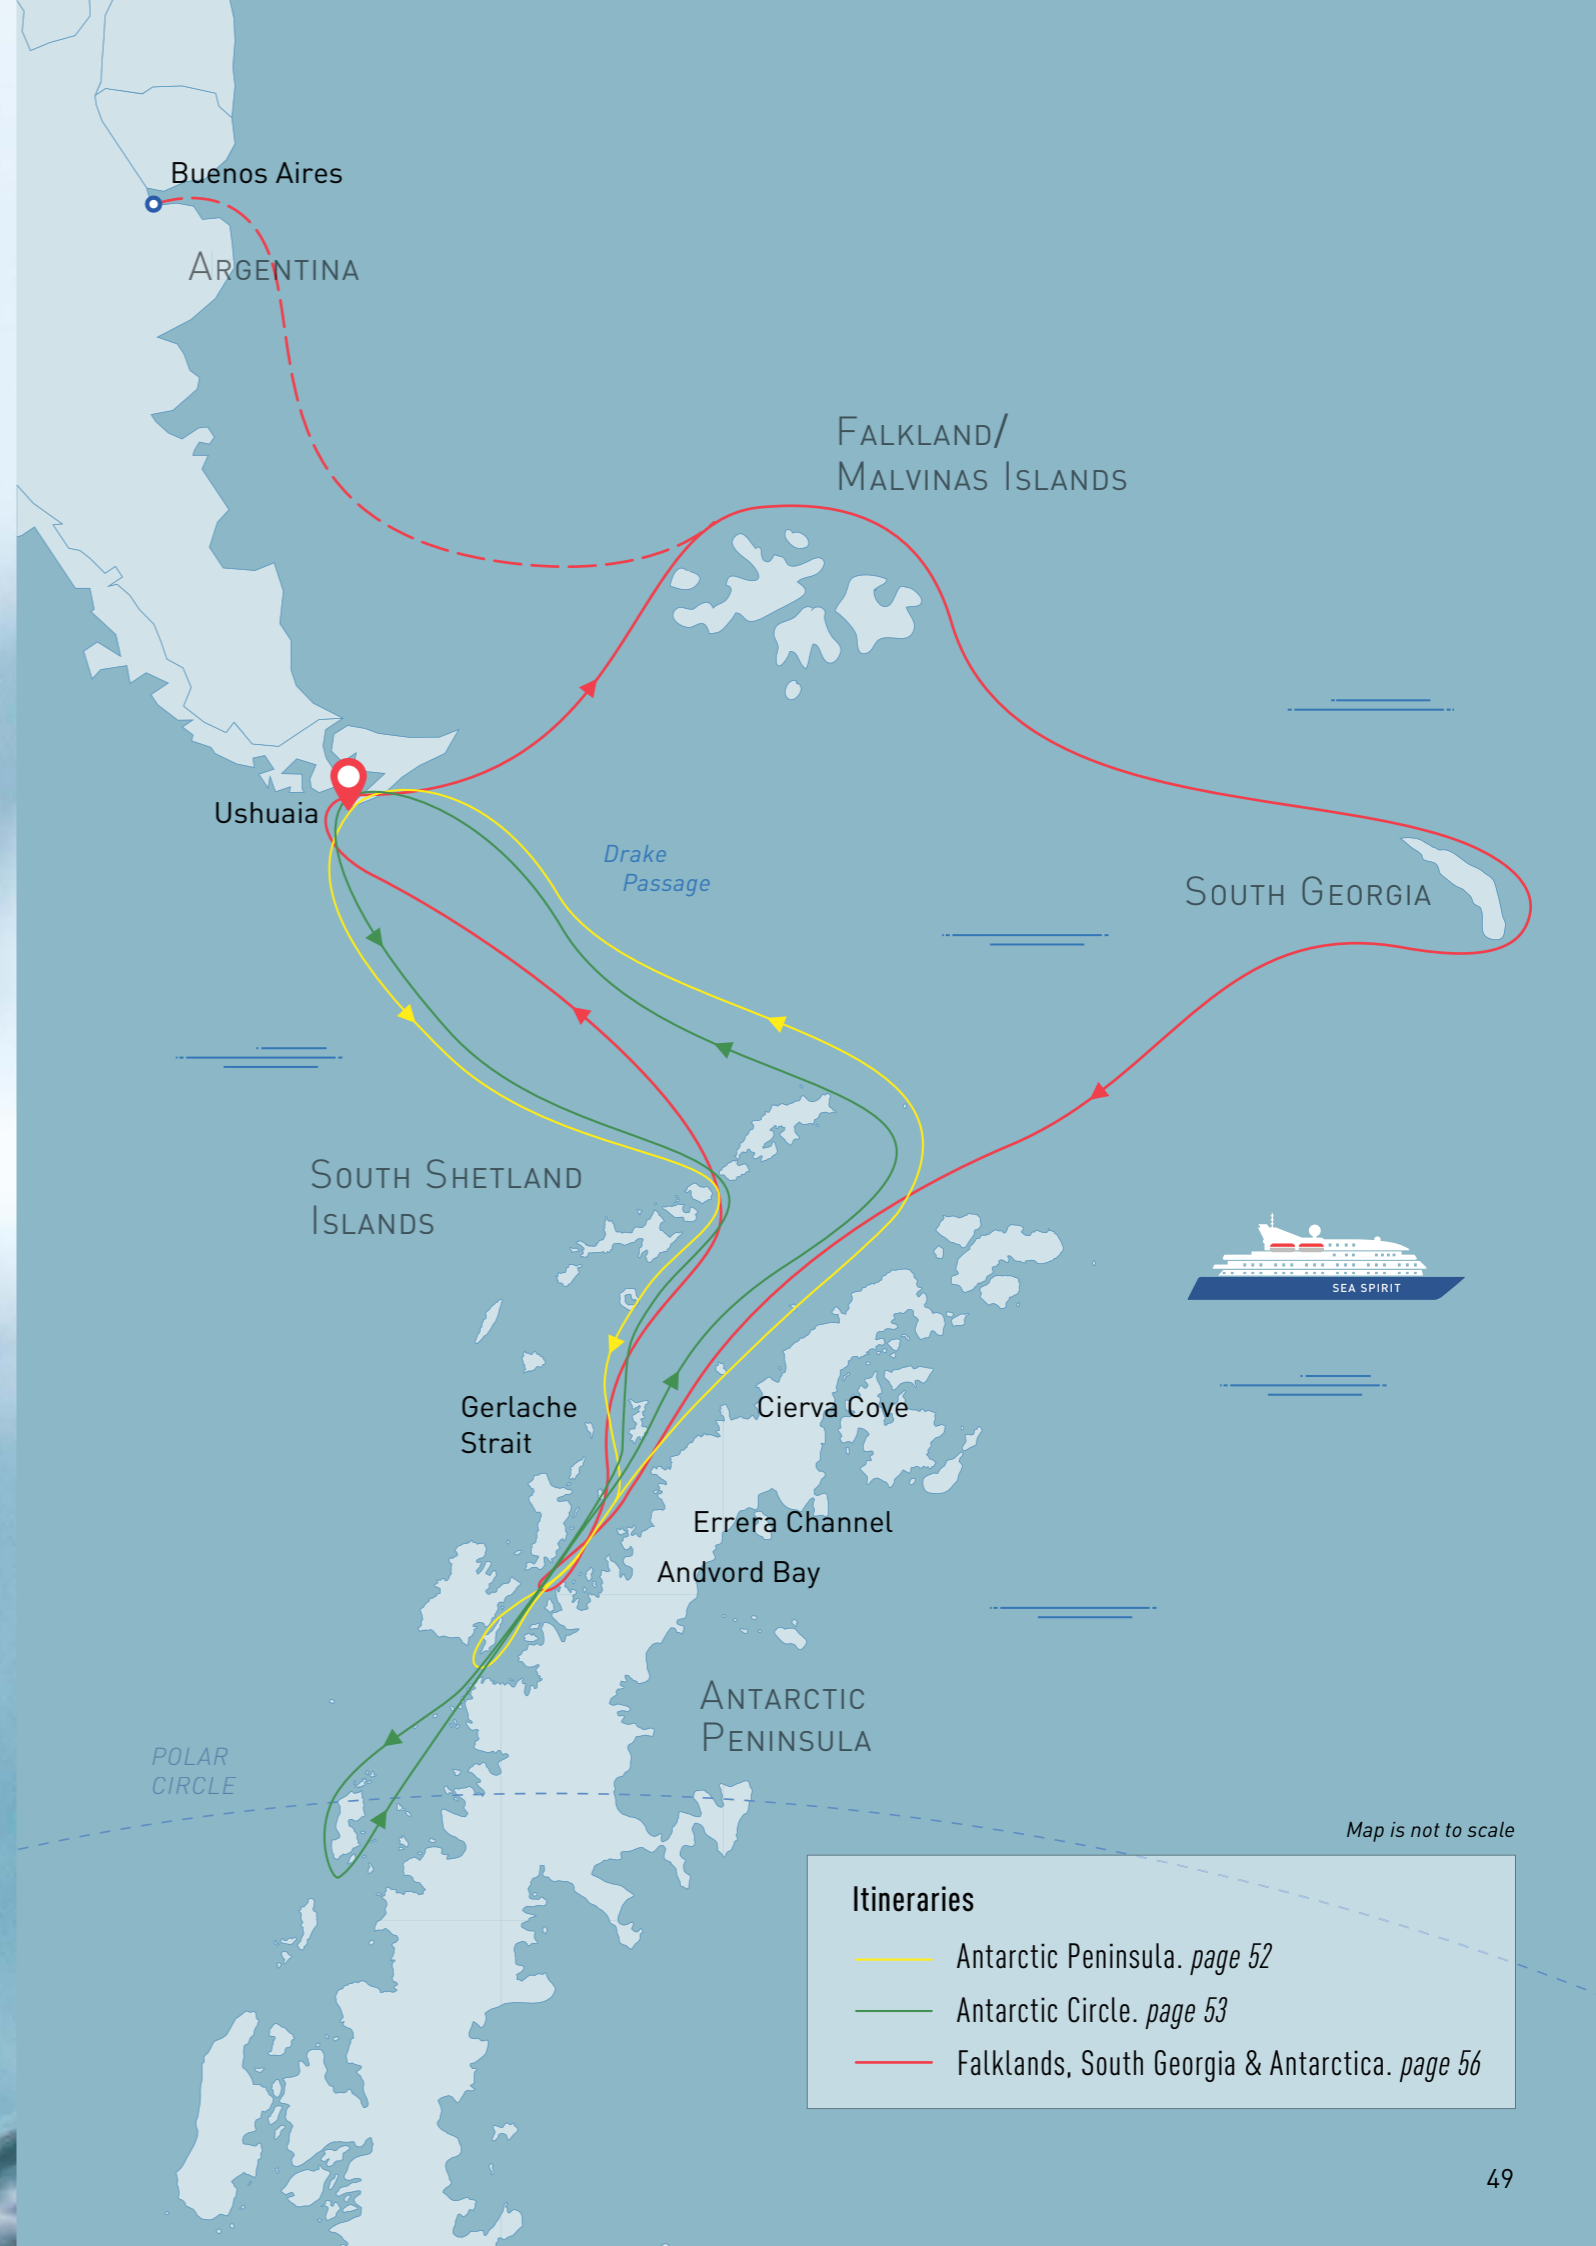 Buenos Aires
ARGENTINA
FALKLAND/
MALVINAS ISLANDS
Ushuaia
Drake
Passage
SOUTH GEORGIA
SOUTH SHETLAND
ISLANDS
SEA SPIRIT
Gerlache
Strait
Cierva Cove
Errera Channel
Andvord Bay
ANTARCTIC
PENINSULA
POLAR
CIRCLE
Map is not to scale
Itineraries
Antarctic Peninsula. page 52
Antarctic Circle. page 53
Falklands, South Georgia & Antarctica. page 56
49